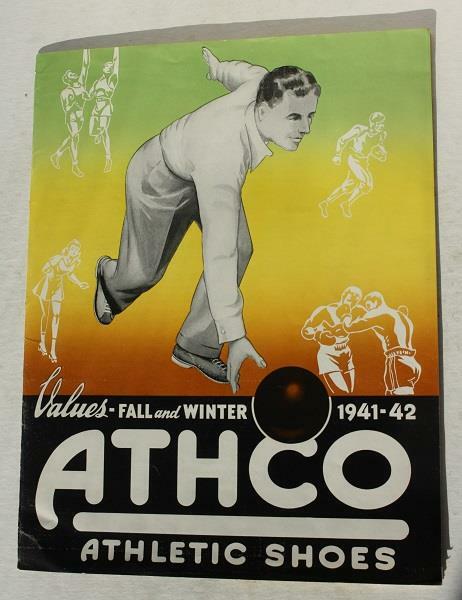 Values - FALL and WINTER 1941-42
ATHCO
ATHLETIC SHOES